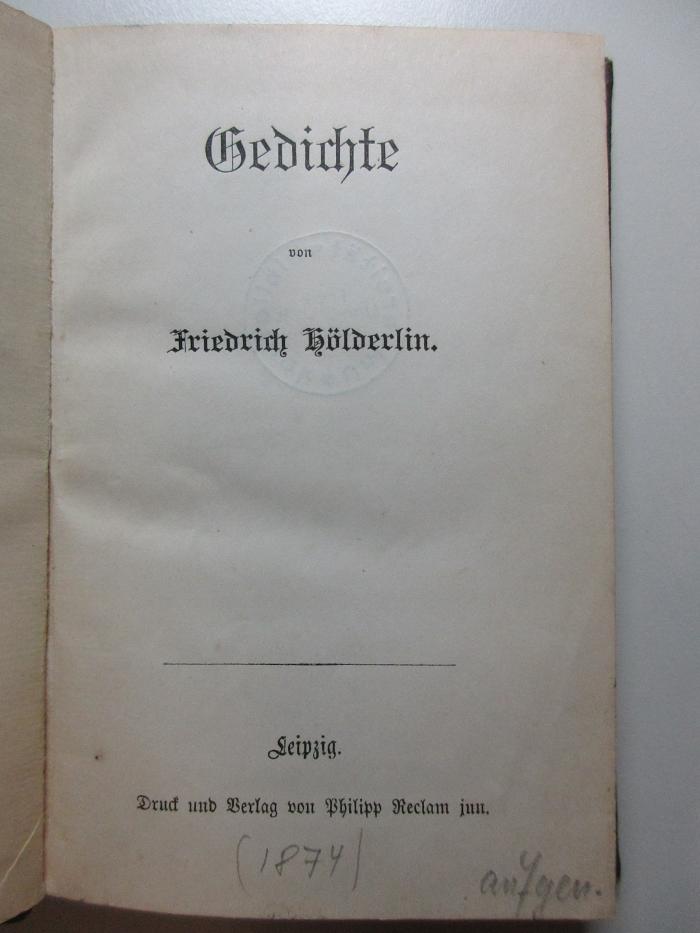 Gedichte
von
Friedrich Hölderlin.
Leipzig.
Druck und Verlag von Philipp Reclam jun.
(1874)
aufgen.